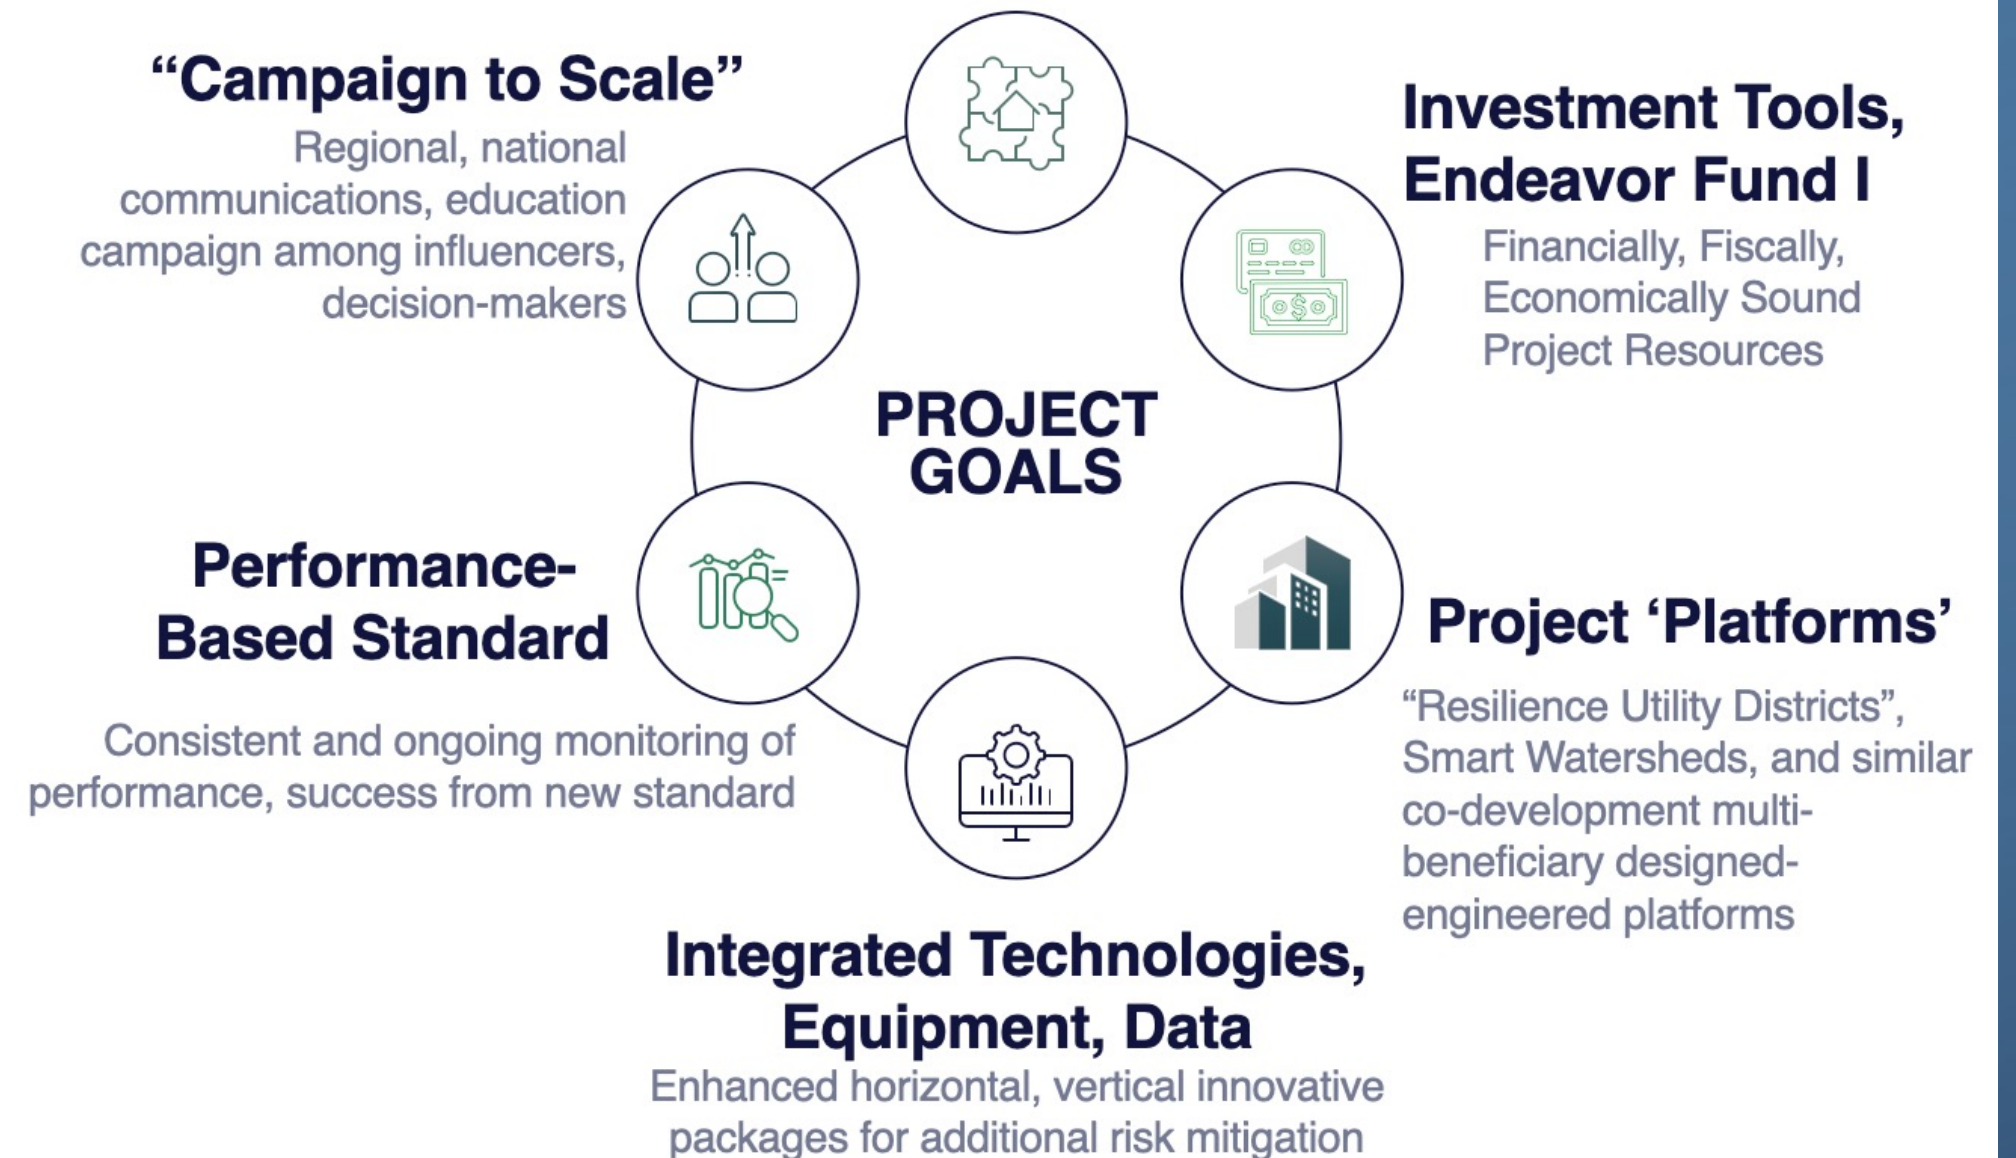 “Campaign to Scale”
Regional, national
communications, education
campaign among influencers,
decision-makers
Investment Tools,
Endeavor Fund I
Financially, Fiscally,
Economically Sound
Project Resources
PROJECT
GOALS
Performance-
Based Standard
Consistent and ongoing monitoring of
performance, success from new standard
Project ‘Platforms’
“Resilience Utility Districts”,
Smart Watersheds, and similar
co-development multi-
beneficiary designed-
engineered platforms
Integrated Technologies,
Equipment, Data
Enhanced horizontal, vertical innovative
packages for additional risk mitigation